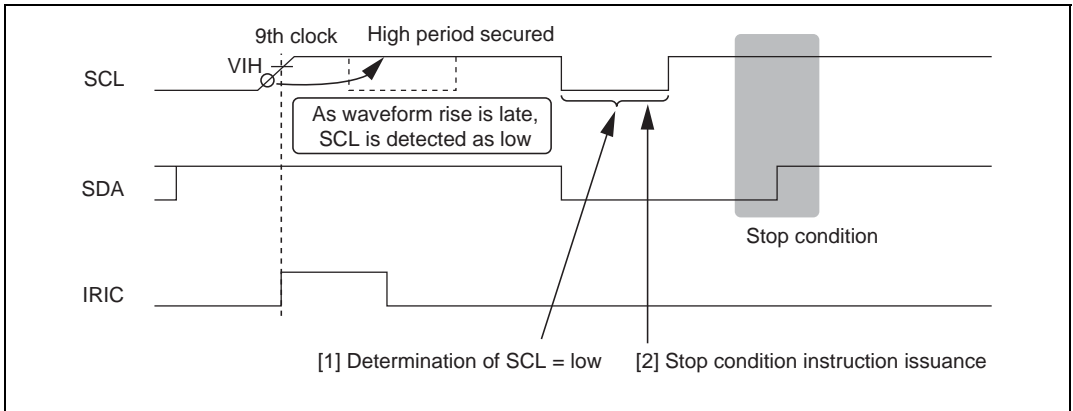 9th clock
High period secured
VIH
SCL
As waveform rise is late,
SCL is detected as low
SDA
Stop condition
IRIC
[1] Determination of SCL = low
[2] Stop condition instruction issuance